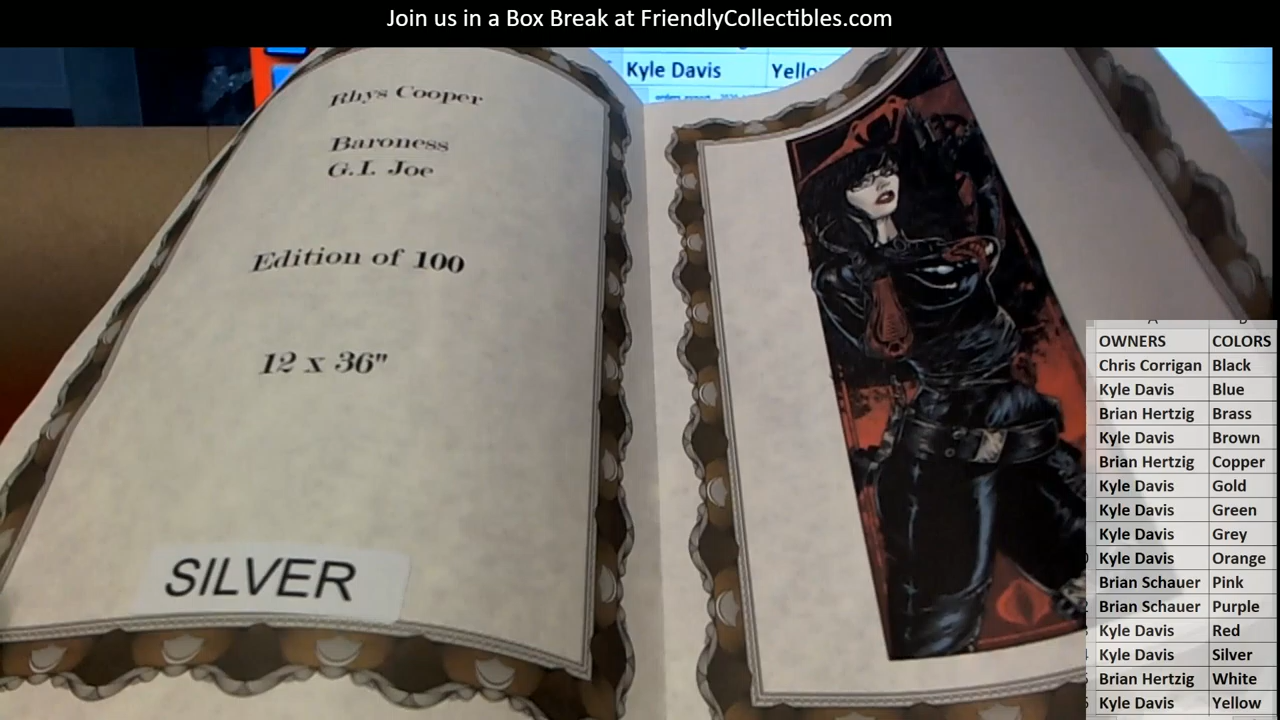 Join us in a Box Break at FriendlyCollectibles.com
Kyle Davis Yellow
Rhys Cooper
Baroness
G.I. Joe
Edition of 100
12 x 36"
SILVER
OWNERS COLORS
Chris Corrigan Black
Kyle Davis Blue
Brian Hertzig Brass
Kyle Davis Brown
Brian Hertzig Copper
Kyle Davis Gold
Kyle Davis Green
Kyle Davis Grey
Kyle Davis Orange
Brian Schauer Pink
Brian Schauer Purple
Kyle Davis Red
Kyle Davis Silver
Brian Hertzig White
Kyle Davis Yellow